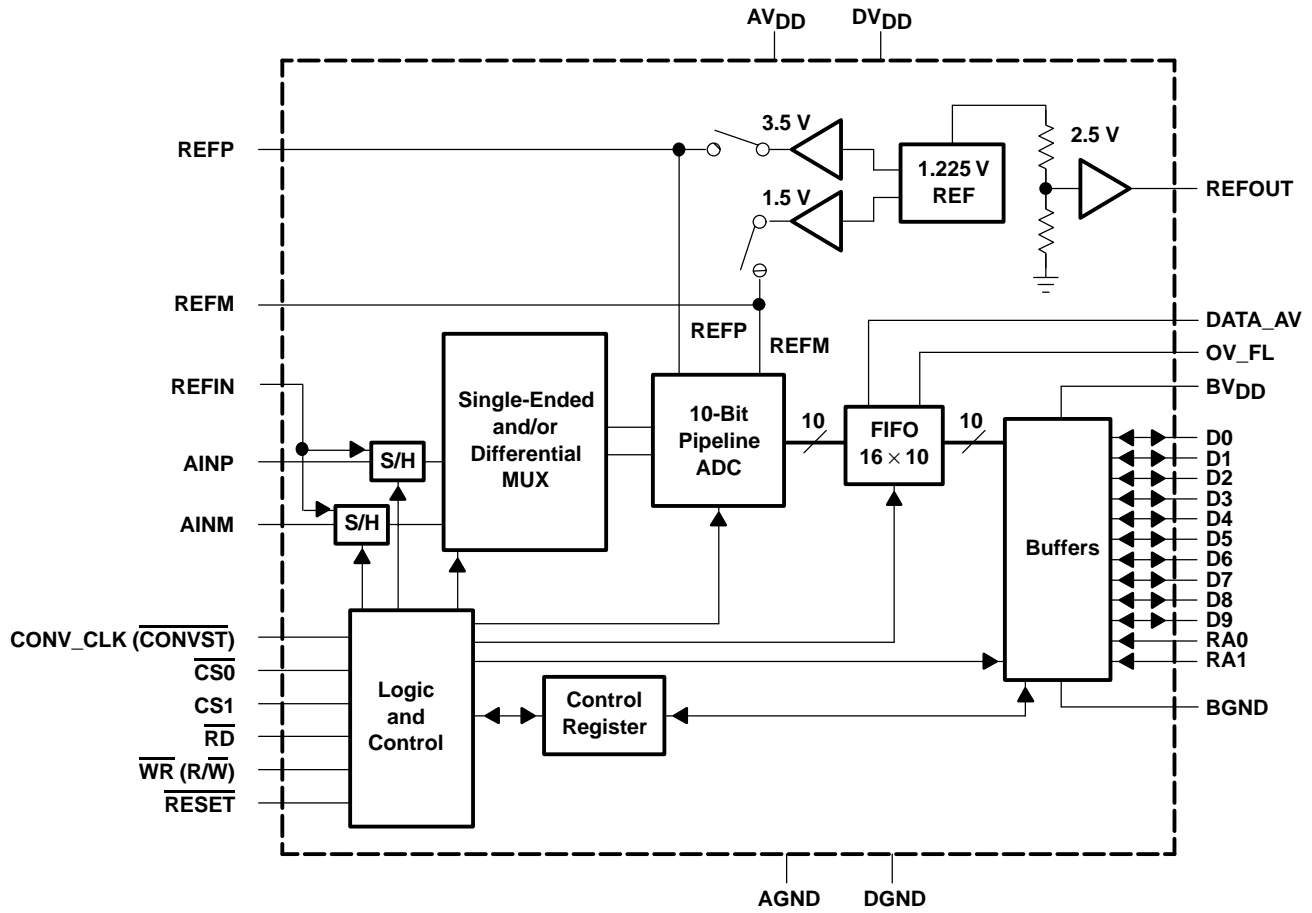 AVDD
DVDD
REFP
3.5 V
1.5 V
1.225 V
REF
2.5 V
REFOUT
REFM
REFP
REFM
DATA_AV
OV_FL
BVDD
REFIN
AINP
AINM
S/H
S/H
Single-Ended
and/or
Differential
MUX
10-Bit
Pipeline
ADC
10
FIFO
16 × 10
10
Buffers
D0
D1
D2
D3
D4
D5
D6
D7
D8
D9
RA0
RA1
BGND
CONV_CLK (CONVST)
CS0
CS1
RD
WR (R/W)
RESET
Logic
and
Control
Control
Register
AGND
DGND